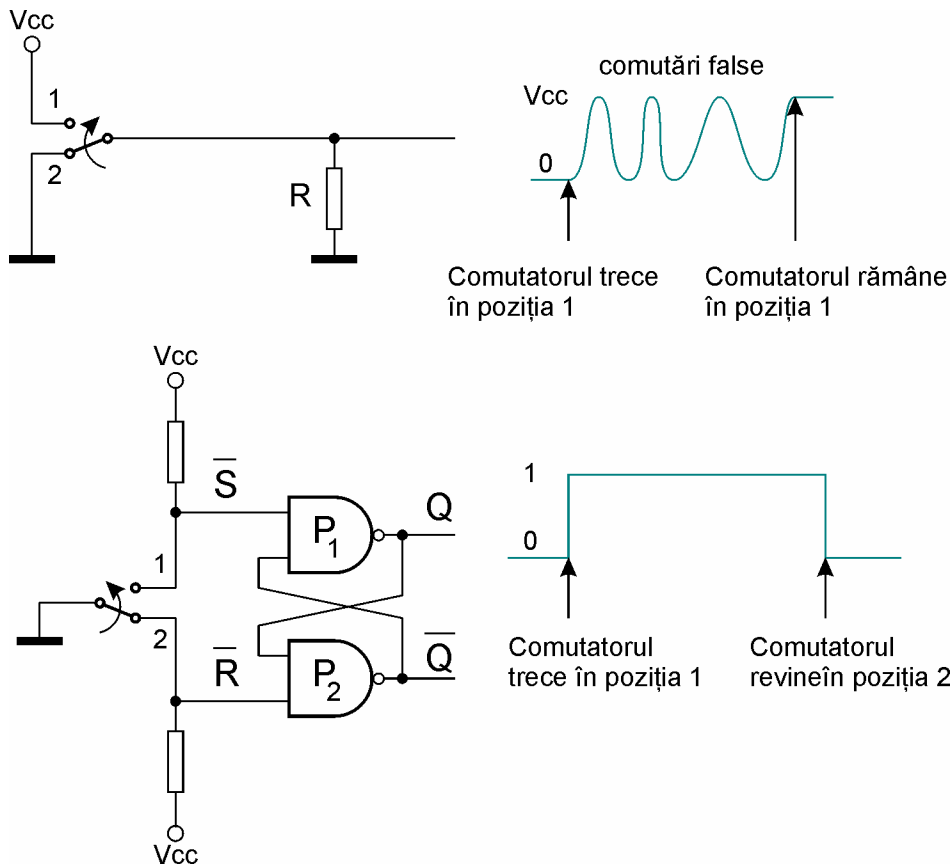 Vcc
1
2
R
comutări false
Vcc
0
Comutatorul trece
în poziția 1
Comutatorul rămâne
în poziția 1
Vcc
S̅
1
2
R̅
Vcc
P₁
P₂
Q
Q̅
1
0
Comutatorul
trece în poziția 1
Comutatorul
revineîn poziția 2